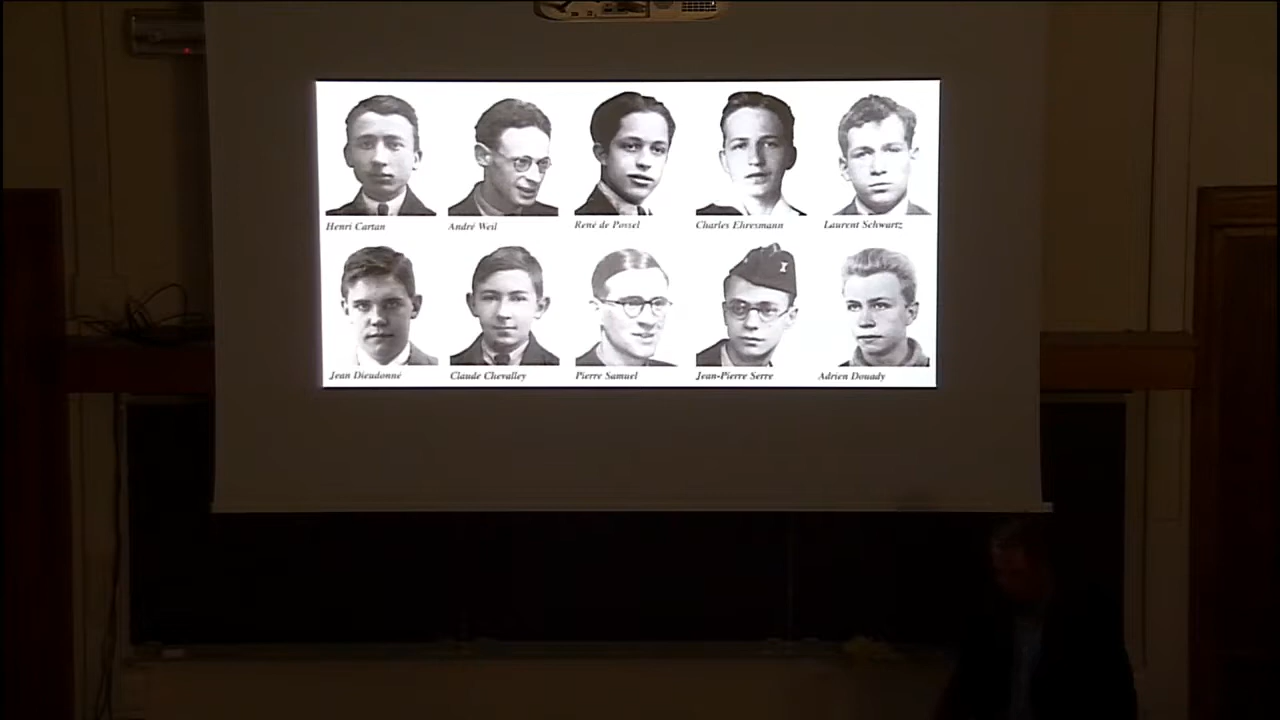 Henri Cartan
André Weil
René de Possel
Charles Ehresmann
Laurent Schwartz
Jean Dieudonné
Claude Chevalley
Pierre Samuel
Jean-Pierre Serre
Adrien Douady